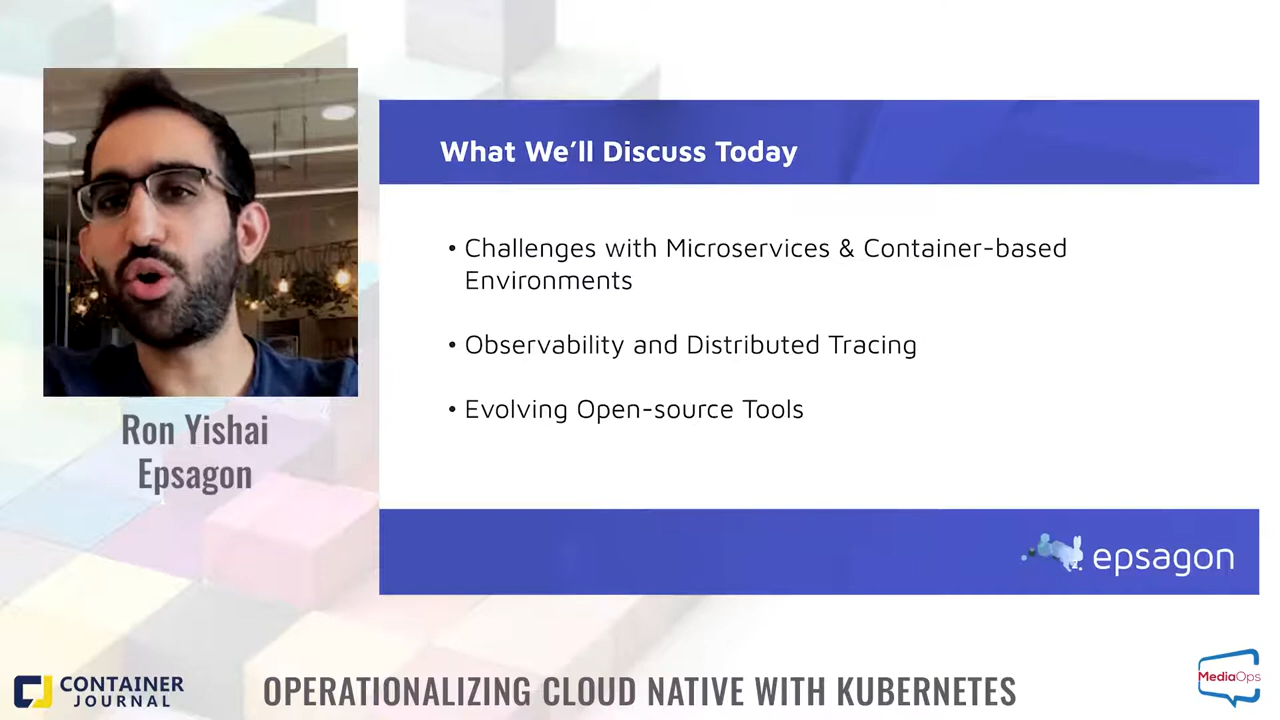 What We'll Discuss Today
• Challenges with Microservices & Container-based
Environments
• Observability and Distributed Tracing
• Evolving Open-source Tools
epsagon
Ron Yishai
Epsagon
CONTAINER
JOURNAL
OPERATIONALIZING CLOUD NATIVE WITH KUBERNETES
MediaOps